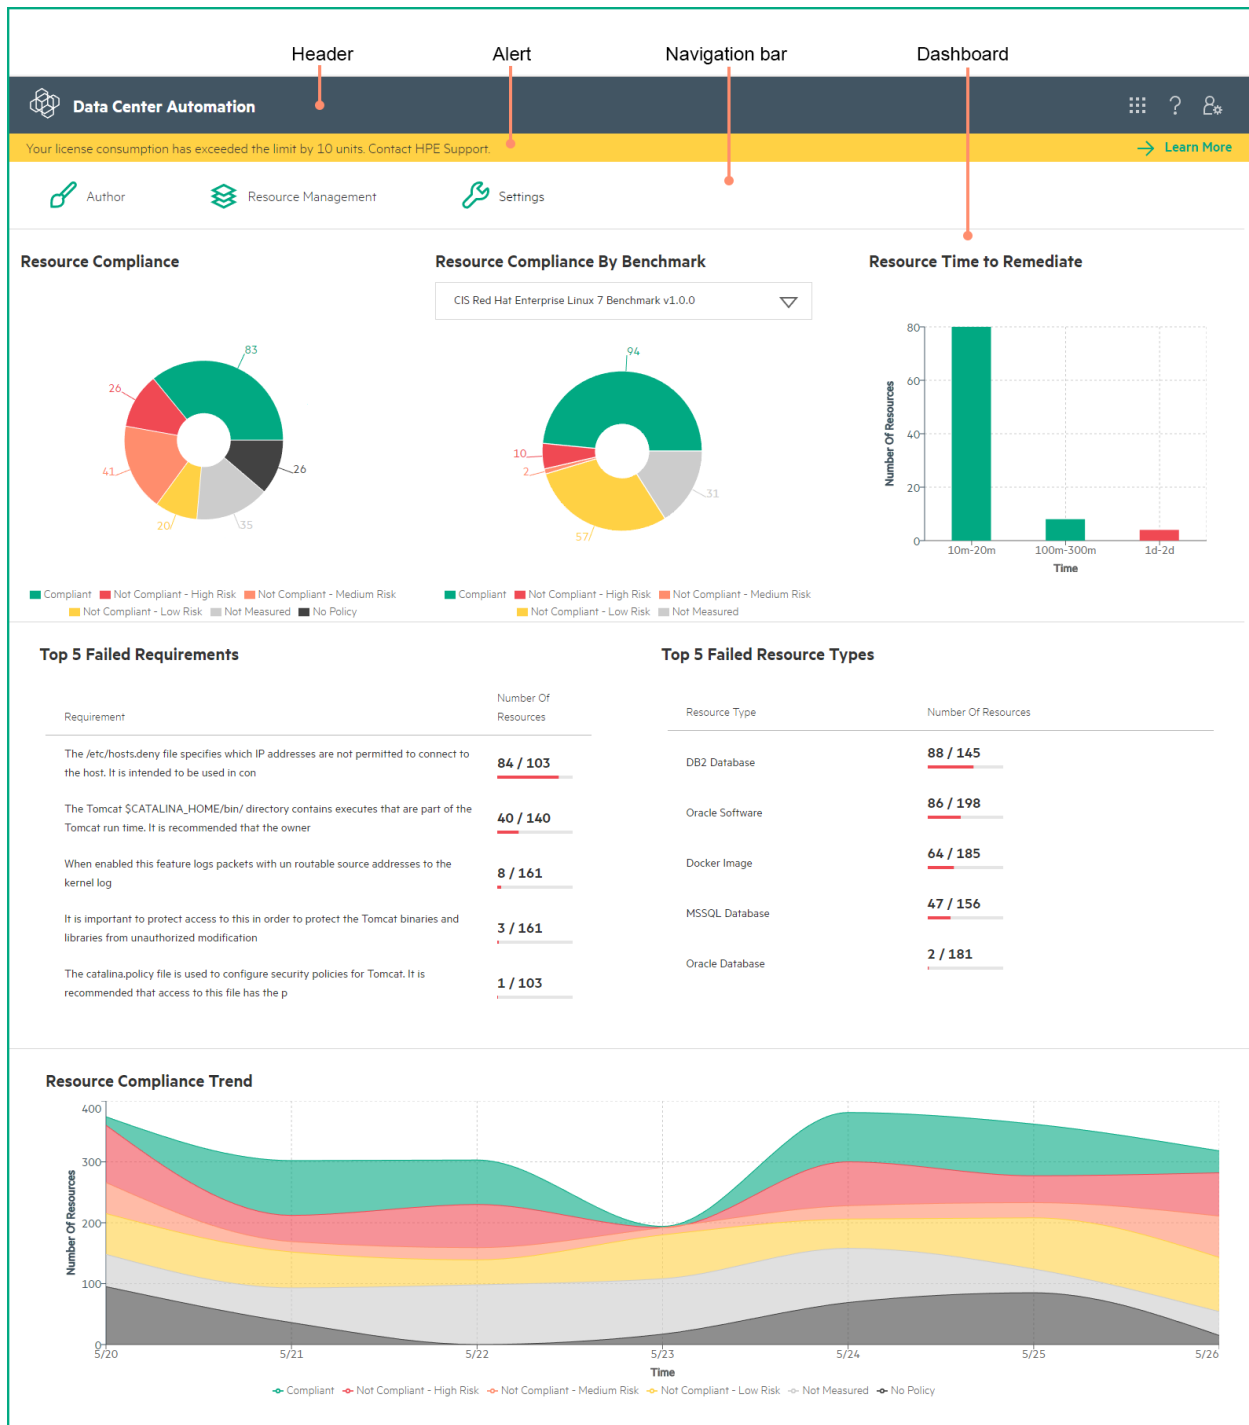 Header
Alert
Navigation bar
Dashboard
Data Center Automation
?
Your license consumption has exceeded the limit by 10 units. Contact HPE Support.
Learn More
Author
Resource Management
Settings
Resource Compliance
83
26
41
20
35
26
Compliant
Not Compliant - High Risk
Not Compliant - Medium Risk
Not Compliant - Low Risk
Not Measured
No Policy
Resource Compliance By Benchmark
CIS Red Hat Enterprise Linux 7 Benchmark v1.0.0
94
10
2
57
31
Compliant
Not Compliant - High Risk
Not Compliant - Medium Risk
Not Compliant - Low Risk
Not Measured
Resource Time to Remediate
Number Of Resources
80
60
40
20
0
10m-20m
100m-300m
1d-2d
Time
Top 5 Failed Requirements
Requirement
Number Of
Resources
The /etc/hosts.deny file specifies which IP addresses are not permitted to connect to
the host. It is intended to be used in con
84 / 103
The Tomcat $CATALINA_HOME/bin/ directory contains executes that are part of the
Tomcat run time. It is recommended that the owner
40 / 140
When enabled this feature logs packets with un routable source addresses to the
kernel log
8 / 161
It is important to protect access to this in order to protect the Tomcat binaries and
libraries from unauthorized modification
3 / 161
The catalina.policy file is used to configure security policies for Tomcat. It is
recommended that access to this file has the p
1 / 103
Top 5 Failed Resource Types
Resource Type
Number Of Resources
DB2 Database
88 / 145
Oracle Software
86 / 198
Docker Image
64 / 185
MSSQL Database
47 / 156
Oracle Database
2 / 181
Resource Compliance Trend
Number Of Resources
400
300
200
100
0
5/20
5/21
5/22
5/23
5/24
5/25
5/26
Time
Compliant
Not Compliant - High Risk
Not Compliant - Medium Risk
Not Compliant - Low Risk
Not Measured
No Policy